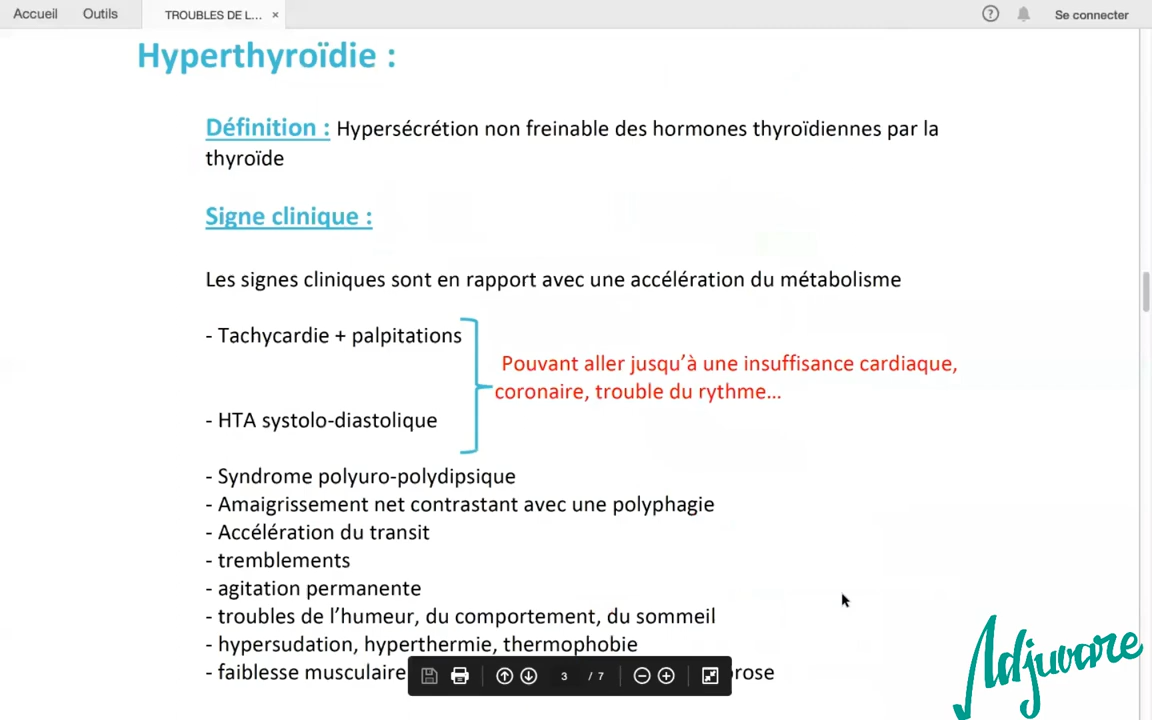 Accueil Outils TROUBLES DE L... × ? Se connecter
Hyperthyroïdie :
Définition : Hypersécrétion non freinable des hormones thyroïdiennes par la
thyroïde
Signe clinique :
Les signes cliniques sont en rapport avec une accélération du métabolisme
- Tachycardie + palpitations
Pouvant aller jusqu’à une insuffisance cardiaque,
coronaire, trouble du rythme…
- HTA systolo-diastolique
- Syndrome polyuro-polydipsique
- Amaigrissement net contrastant avec une polyphagie
- Accélération du transit
- tremblements
- agitation permanente
- troubles de l’humeur, du comportement, du sommeil
- hypersudation, hyperthermie, thermophobie
- faiblesse musculaire
3 / 7
Adjuvare